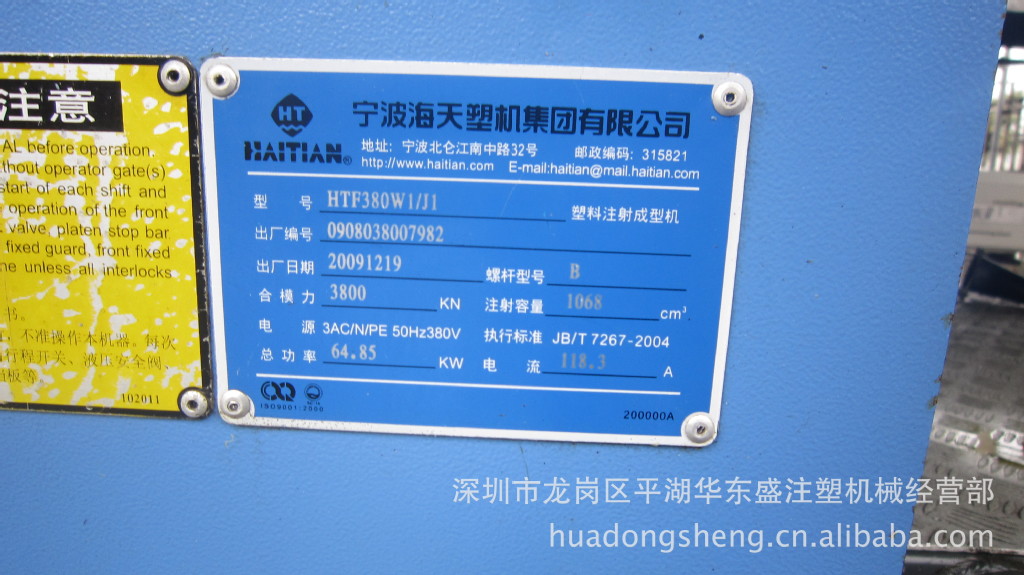 注意
AL before operation,
thout operator gate(s)
start of each shift and
operation of the front
valve, platen stop bar
fixed guard, front fixed
ne unless all interlocks
书。
不准操作本机器。每次
行程开关、液压安全阀、
102011
HT
HAITIAN®
宁波海天塑机集团有限公司
地址: 宁波北仑江南中路32号 邮政编码: 315821
http://www.haitian.com E-mail:haitian@mail.haitian.com
型 号 HTF380W1/J1 塑料注射成型机
出厂编号 0908038007982
出厂日期 20091219 螺杆型号 B
合模力 3800 KN 注射容量 1068 cm³
电 源 3AC/N/PE 50Hz380V 执行标准 JB/T 7267-2004
总功率 64.85 KW 电 流 118.3 A
CQ
ISO9001:2500
200000A
深圳市龙岗区平湖华东盛注塑机械经营部
huadongsheng.cn.alibaba.com